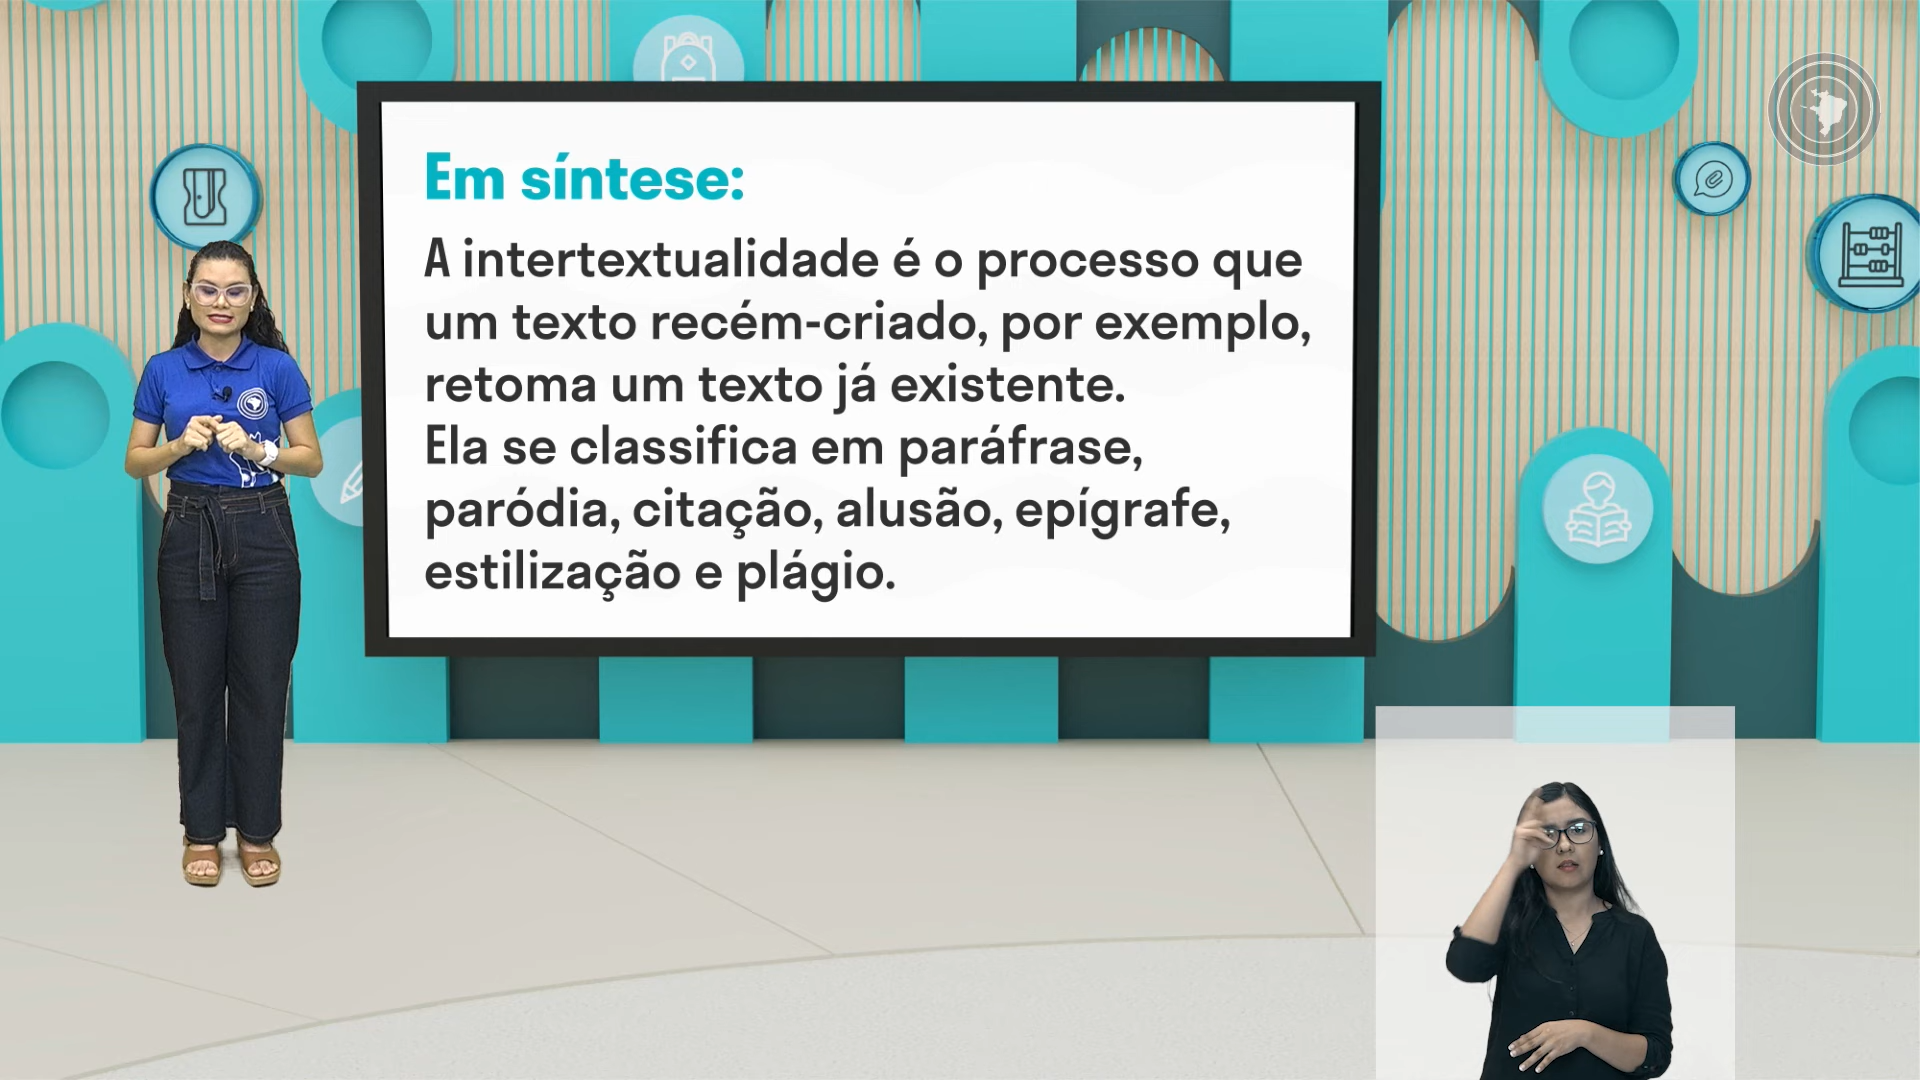 Em síntese:
A intertextualidade é o processo que
um texto recém-criado, por exemplo,
retoma um texto já existente.
Ela se classifica em paráfrase,
paródia, citação, alusão, epígrafe,
estilização e plágio.